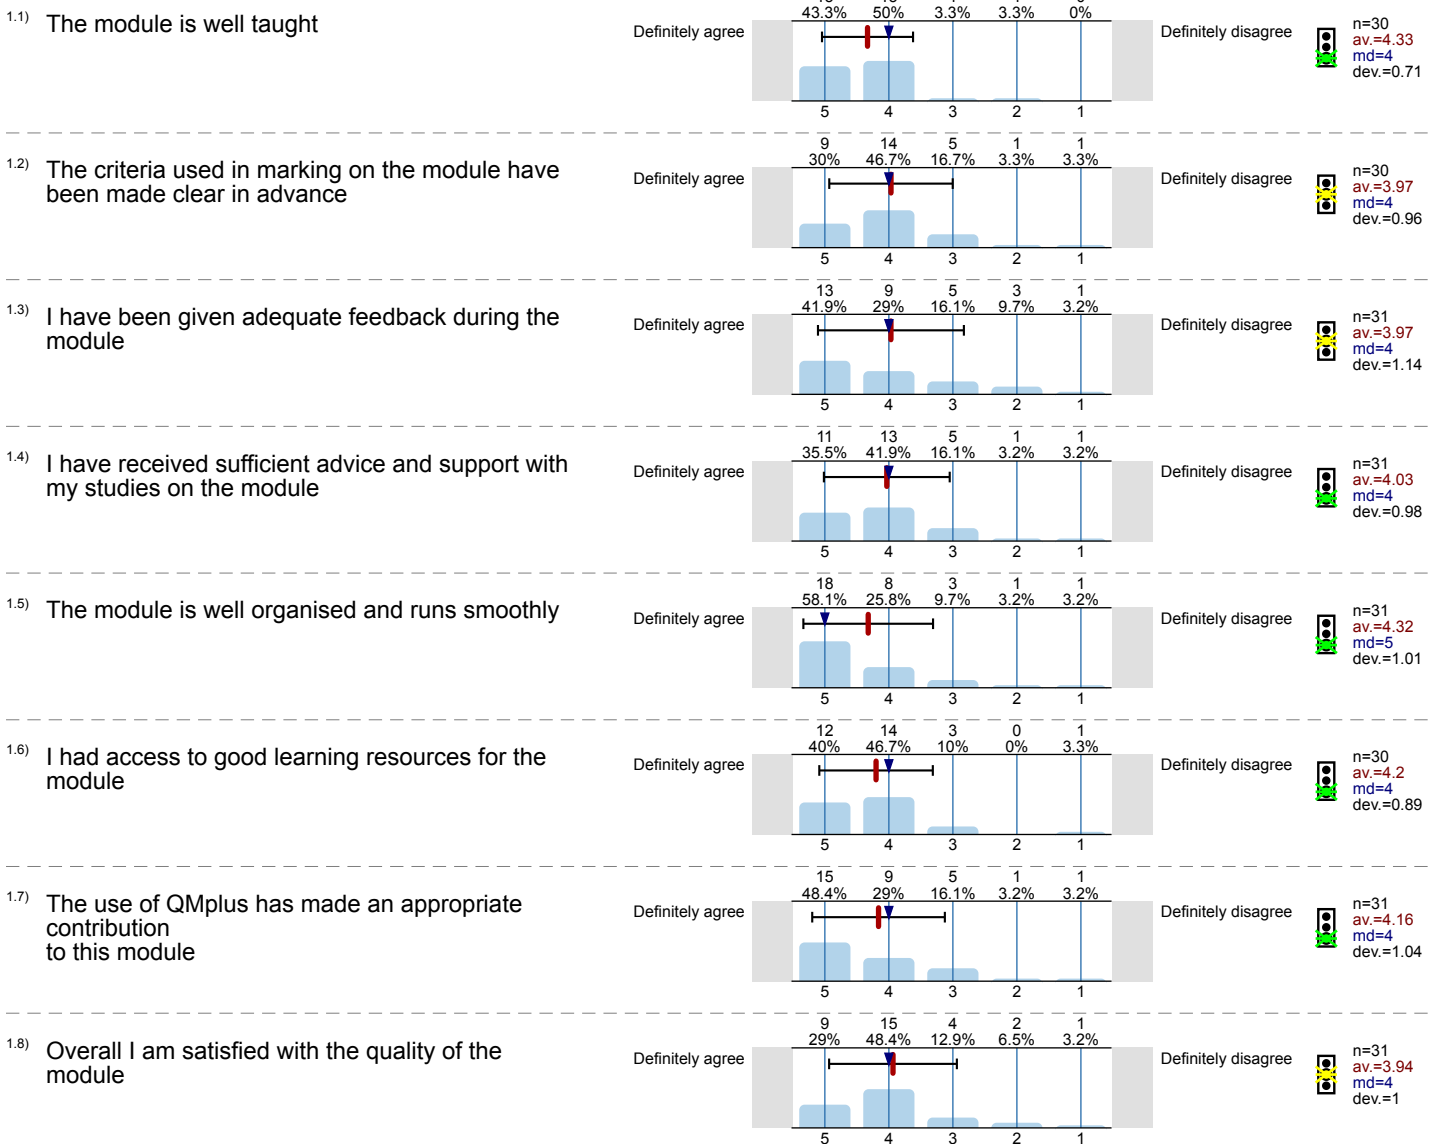 43.3% 50% 3.3% 3.3% 0%
1.1) The module is well taught
Definitely agree Definitely disagree
n=30
av.=4.33
md=4
dev.=0.71
5 4 3 2 1
9 14 5 1 1
30% 46.7% 16.7% 3.3% 3.3%
1.2) The criteria used in marking on the module have
been made clear in advance
Definitely agree Definitely disagree
n=30
av.=3.97
md=4
dev.=0.96
5 4 3 2 1
13 9 5 3 1
41.9% 29% 16.1% 9.7% 3.2%
1.3) I have been given adequate feedback during the
module
Definitely agree Definitely disagree
n=31
av.=3.97
md=4
dev.=1.14
5 4 3 2 1
11 13 5 1 1
35.5% 41.9% 16.1% 3.2% 3.2%
1.4) I have received sufficient advice and support with
my studies on the module
Definitely agree Definitely disagree
n=31
av.=4.03
md=4
dev.=0.98
5 4 3 2 1
18 8 3 1 1
58.1% 25.8% 9.7% 3.2% 3.2%
1.5) The module is well organised and runs smoothly
Definitely agree Definitely disagree
n=31
av.=4.32
md=5
dev.=1.01
5 4 3 2 1
12 14 3 0 1
40% 46.7% 10% 0% 3.3%
1.6) I had access to good learning resources for the
module
Definitely agree Definitely disagree
n=30
av.=4.2
md=4
dev.=0.89
5 4 3 2 1
15 9 5 1 1
48.4% 29% 16.1% 3.2% 3.2%
1.7) The use of QMplus has made an appropriate
contribution
to this module
Definitely agree Definitely disagree
n=31
av.=4.16
md=4
dev.=1.04
5 4 3 2 1
9 15 4 2 1
29% 48.4% 12.9% 6.5% 3.2%
1.8) Overall I am satisfied with the quality of the
module
Definitely agree Definitely disagree
n=31
av.=3.94
md=4
dev.=1
5 4 3 2 1